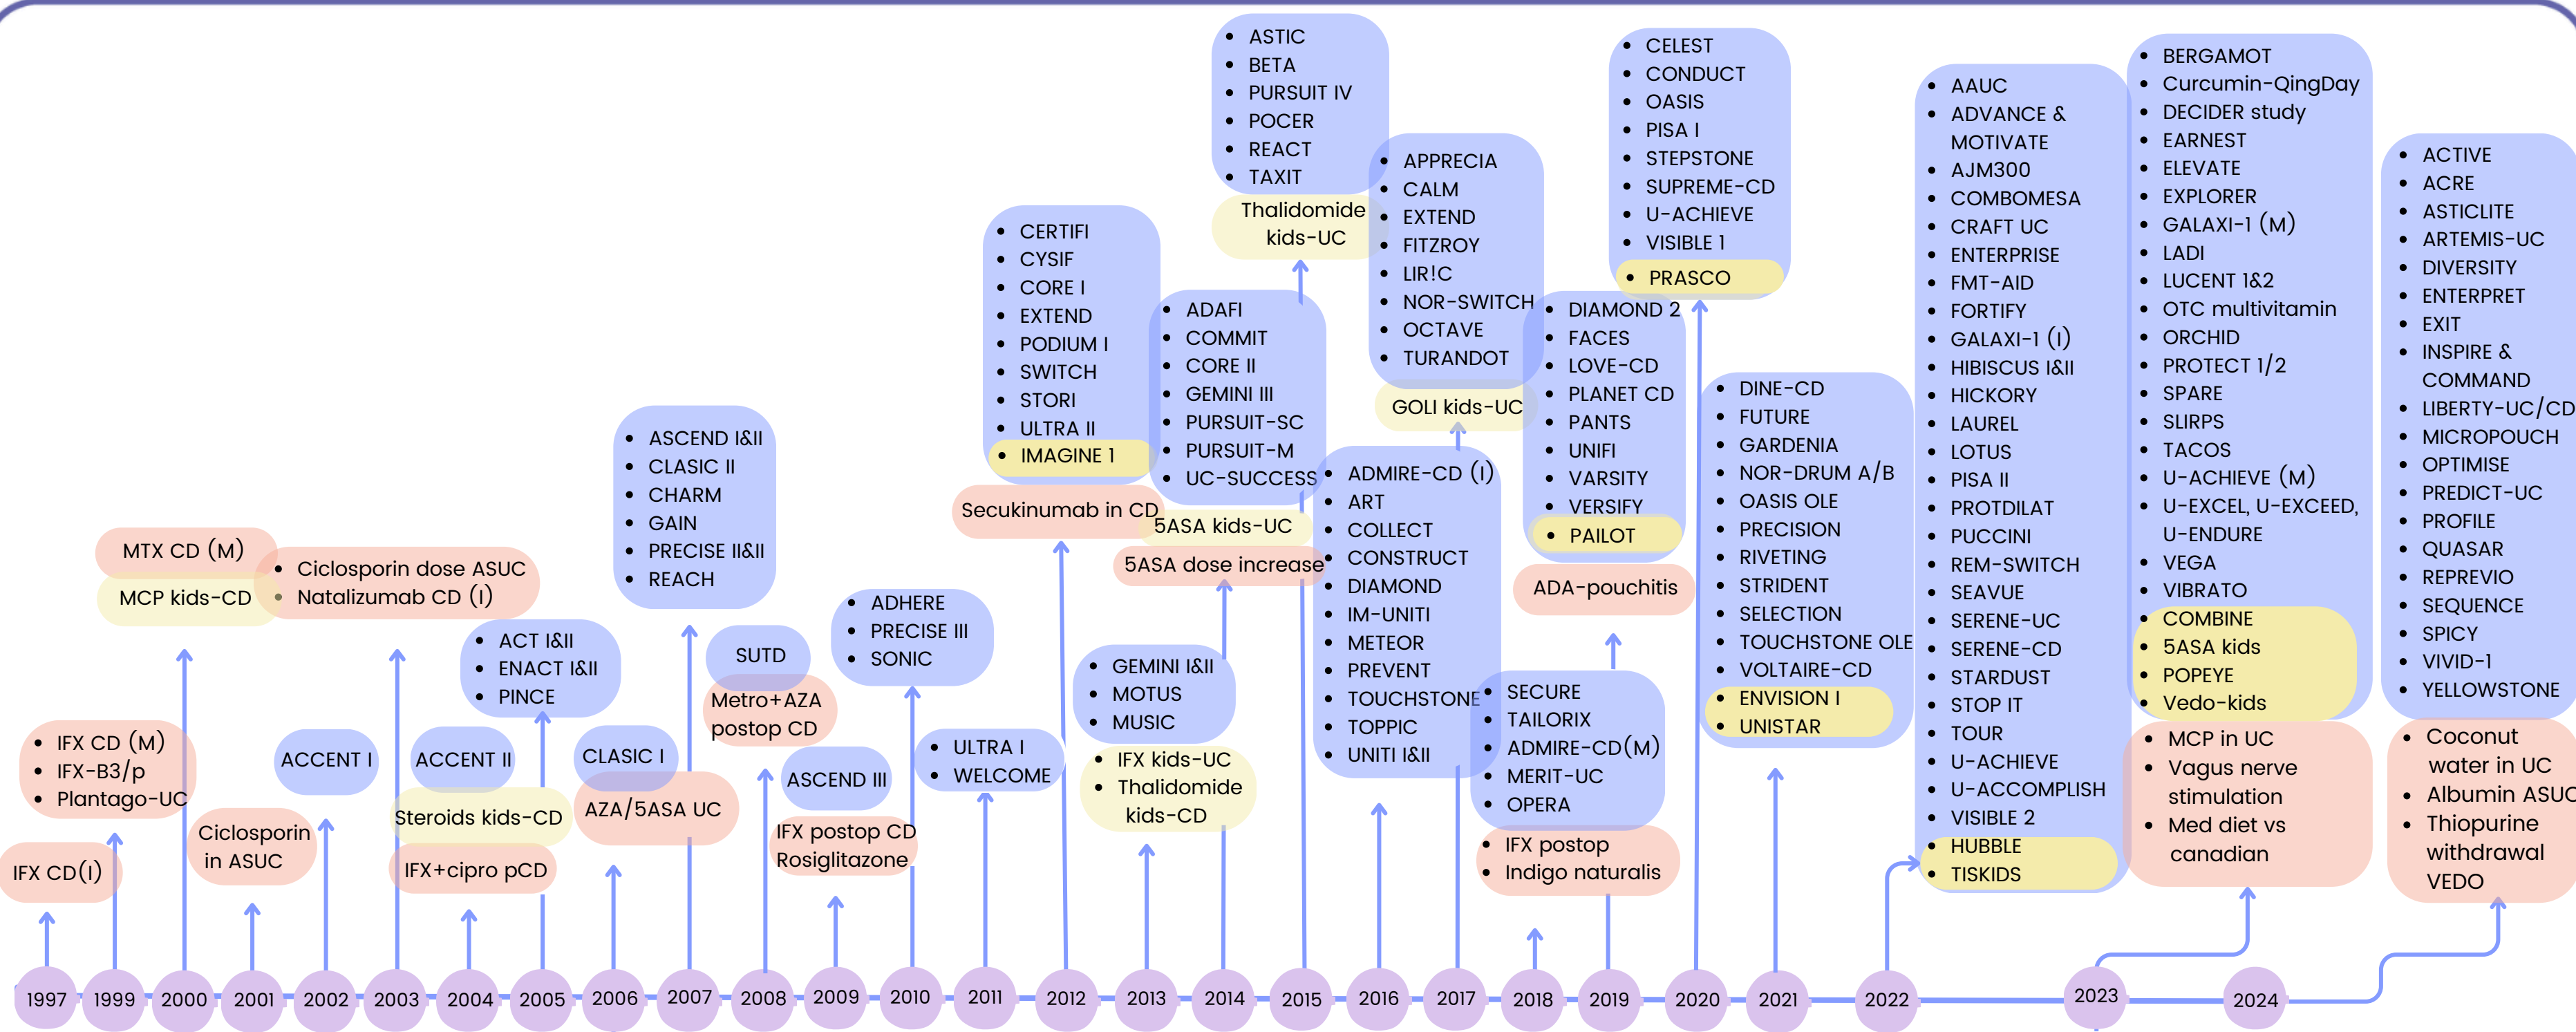 IFX CD(I)
• IFX CD (M)
• IFX-B3/p
• Plantago-UC
MTX CD (M)
MCP kids-CD
Ciclosporin
in ASUC
ACCENT I
• Ciclosporin dose ASUC
• Natalizumab CD (I)
ACCENT II
Steroids kids-CD
IFX+cipro pCD
• ACT I&II
• ENACT I&II
• PINCE
CLASIC I
AZA/5ASA UC
• ASCEND I&II
• CLASIC II
• CHARM
• GAIN
• PRECISE II&II
• REACH
SUTD
Metro+AZA
postop CD
ASCEND III
IFX postop CD
Rosiglitazone
• ADHERE
• PRECISE III
• SONIC
• ULTRA I
• WELCOME
• CERTIFI
• CYSIF
• CORE I
• EXTEND
• PODIUM I
• SWITCH
• STORI
• ULTRA II
• IMAGINE 1
Secukinumab in CD
• GEMINI I&II
• MOTUS
• MUSIC
• IFX kids-UC
• Thalidomide
kids-CD
• ADAFI
• COMMIT
• CORE II
• GEMINI III
• PURSUIT-SC
• PURSUIT-M
• UC-SUCCESS
5ASA kids-UC
5ASA dose increase
• ASTIC
• BETA
• PURSUIT IV
• POCER
• REACT
• TAXIT
Thalidomide
kids-UC
• ADMIRE-CD (I)
• ART
• COLLECT
• CONSTRUCT
• DIAMOND
• IM-UNITI
• METEOR
• PREVENT
• TOUCHSTONE
• TOPPIC
• UNITI I&II
• APPRECIA
• CALM
• EXTEND
• FITZROY
• LIR!C
• NOR-SWITCH
• OCTAVE
• TURANDOT
GOLI kids-UC
• SECURE
• TAILORIX
• ADMIRE-CD(M)
• MERIT-UC
• OPERA
• IFX postop
• Indigo naturalis
• DIAMOND 2
• FACES
• LOVE-CD
• PLANET CD
• PANTS
• UNIFI
• VARSITY
• VERSIFY
• PAILOT
ADA-pouchitis
• CELEST
• CONDUCT
• OASIS
• PISA I
• STEPSTONE
• SUPREME-CD
• U-ACHIEVE
• VISIBLE 1
• PRASCO
• DINE-CD
• FUTURE
• GARDENIA
• NOR-DRUM A/B
• OASIS OLE
• PRECISION
• RIVETING
• STRIDENT
• SELECTION
• TOUCHSTONE OLE
• VOLTAIRE-CD
• ENVISION I
• UNISTAR
• AAUC
• ADVANCE &
MOTIVATE
• AJM300
• COMBOMESA
• CRAFT UC
• ENTERPRISE
• FMT-AID
• FORTIFY
• GALAXI-1 (I)
• HIBISCUS I&II
• HICKORY
• LAUREL
• LOTUS
• PISA II
• PROTDILAT
• PUCCINI
• REM-SWITCH
• SEAVUE
• SERENE-UC
• SERENE-CD
• STARDUST
• STOP IT
• TOUR
• U-ACHIEVE
• U-ACCOMPLISH
• VISIBLE 2
• HUBBLE
• TISKIDS
• BERGAMOT
• Curcumin-QingDay
• DECIDER study
• EARNEST
• ELEVATE
• EXPLORER
• GALAXI-1 (M)
• LADI
• LUCENT 1&2
• OTC multivitamin
• ORCHID
• PROTECT 1/2
• SPARE
• SLIRPS
• TACOS
• U-ACHIEVE (M)
• U-EXCEL, U-EXCEED,
U-ENDURE
• VEGA
• VIBRATO
• COMBINE
• 5ASA kids
• POPEYE
• Vedo-kids
• MCP in UC
• Vagus nerve
stimulation
• Med diet vs
canadian
• ACTIVE
• ACRE
• ASTICLITE
• ARTEMIS-UC
• DIVERSITY
• ENTERPRET
• EXIT
• INSPIRE &
COMMAND
• LIBERTY-UC/CD
• MICROPOUCH
• OPTIMISE
• PREDICT-UC
• PROFILE
• QUASAR
• REPREVIO
• SEQUENCE
• SPICY
• VIVID-1
• YELLOWSTONE
• Coconut
water in UC
• Albumin ASUC
• Thiopurine
withdrawal
VEDO
1997 1999 2000 2001 2002 2003 2004 2005 2006 2007 2008 2009 2010 2011 2012 2013 2014 2015 2016 2017 2018 2019 2020 2021 2022 2023 2024